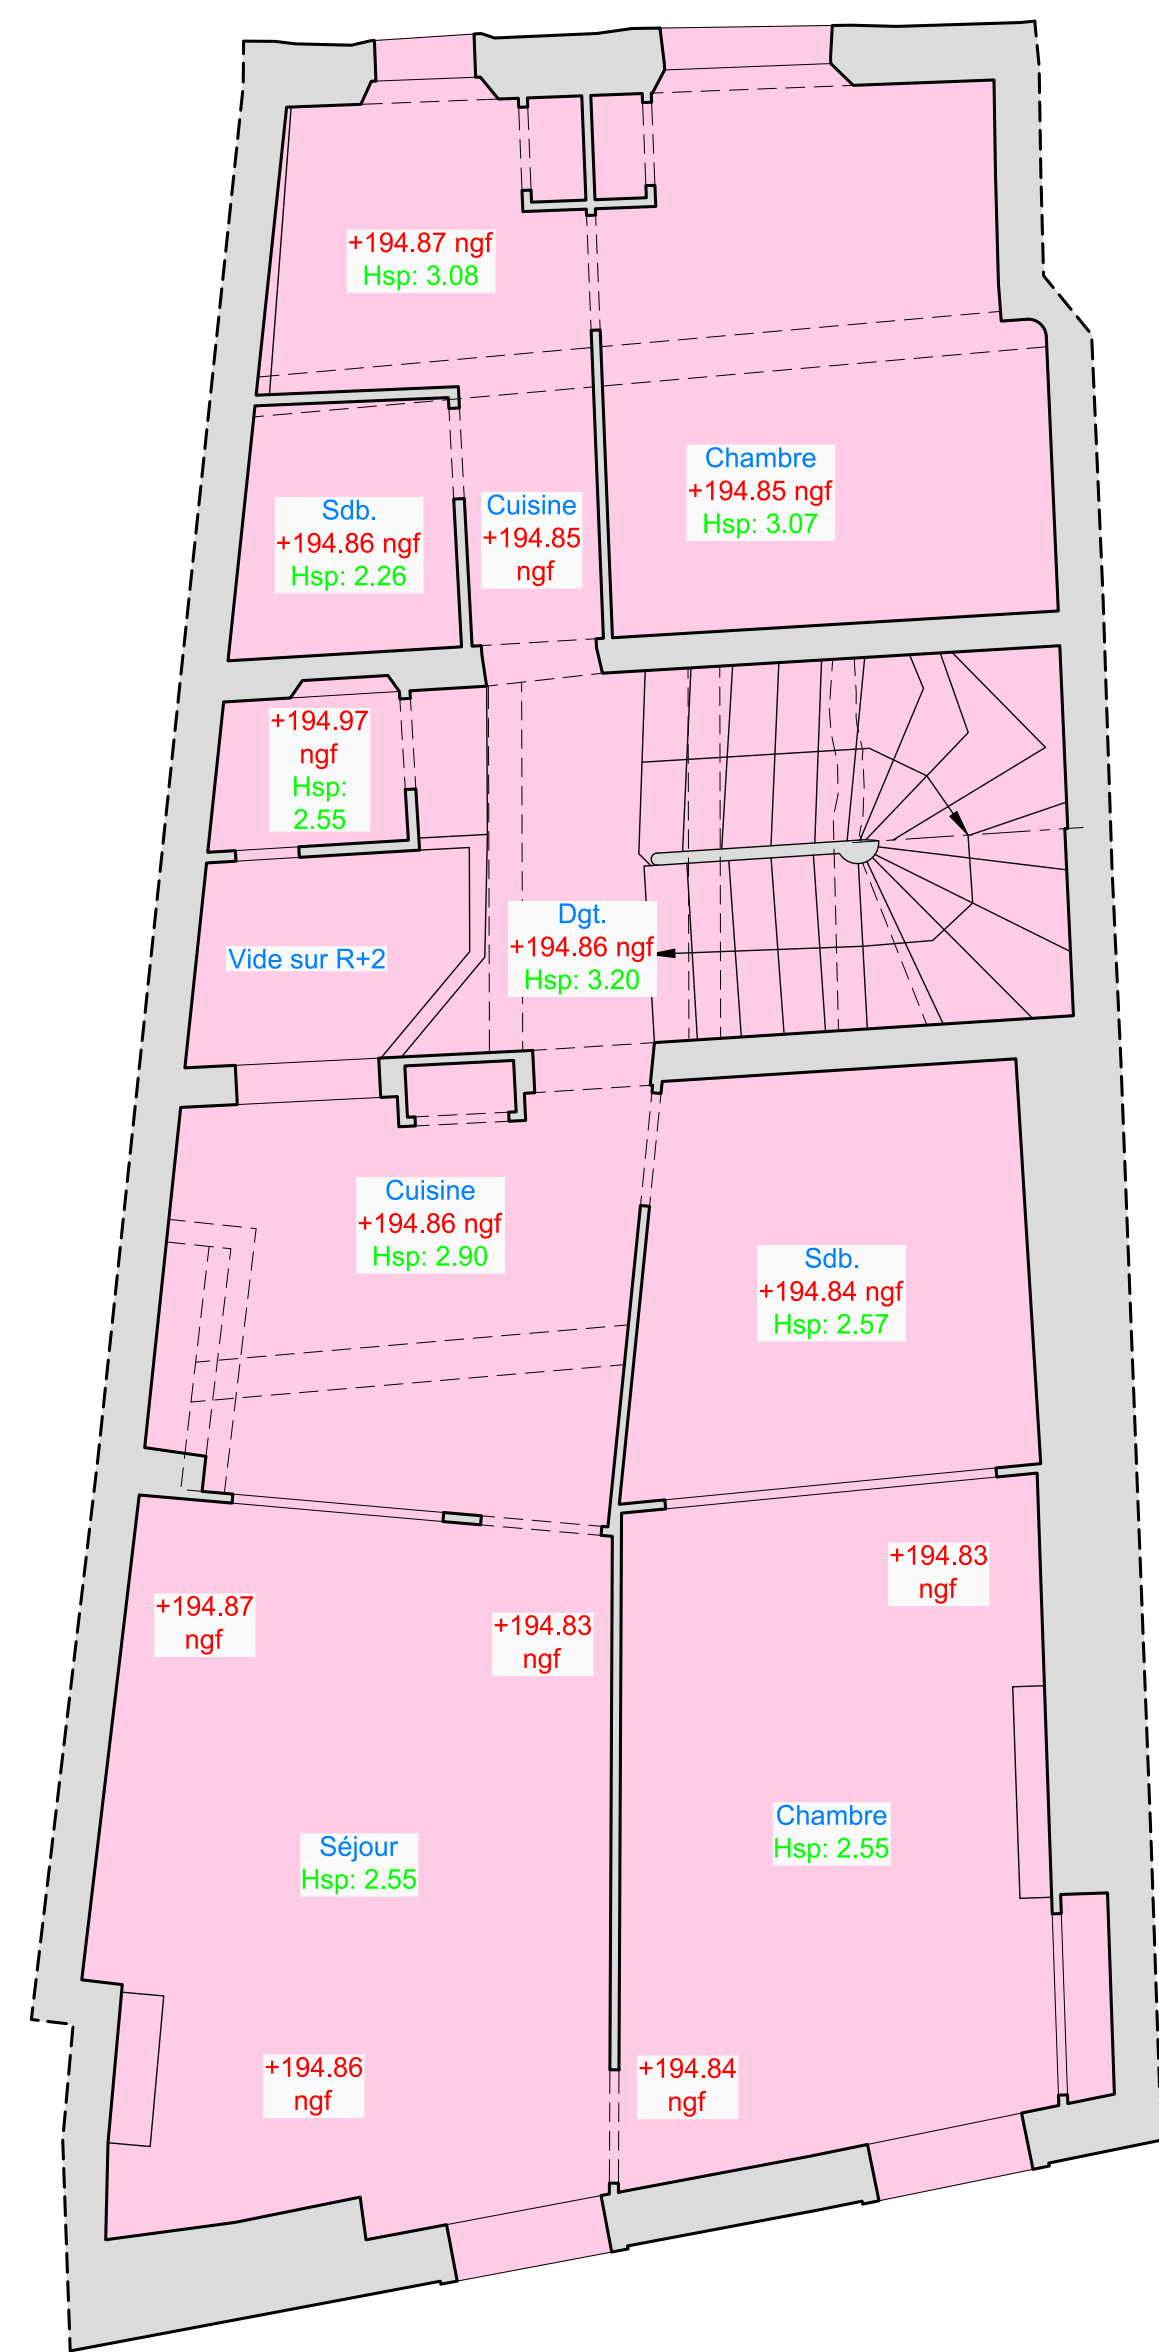 +194.87 ngf
Hsp: 3.08
Chambre
+194.85 ngf
Hsp: 3.07
Sdb.
+194.86 ngf
Hsp: 2.26
Cuisine
+194.85
ngf
+194.97
ngf
Hsp:
2.55
Dgt.
+194.86 ngf
Hsp: 3.20
Vide sur R+2
Cuisine
+194.86 ngf
Hsp: 2.90
Sdb.
+194.84 ngf
Hsp: 2.57
+194.83
ngf
+194.87
ngf
+194.83
ngf
Séjour
Hsp: 2.55
Chambre
Hsp: 2.55
+194.86
ngf
+194.84
ngf